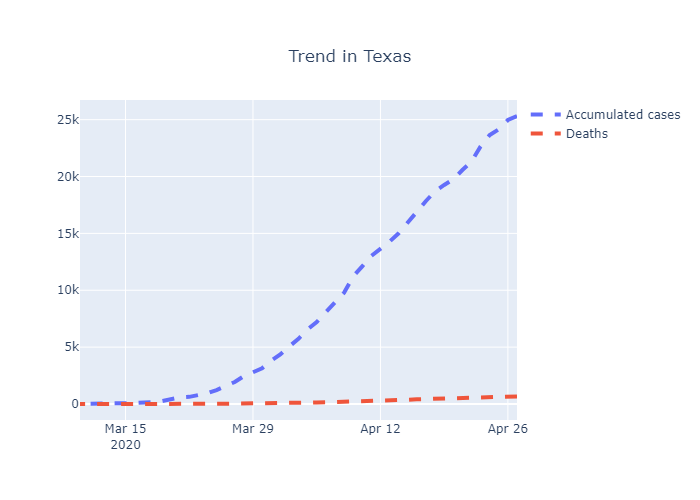 Trend in Texas
Accumulated cases
Deaths
25k
20k
15k
10k
5k
0
Mar 15
2020
Mar 29
Apr 12
Apr 26